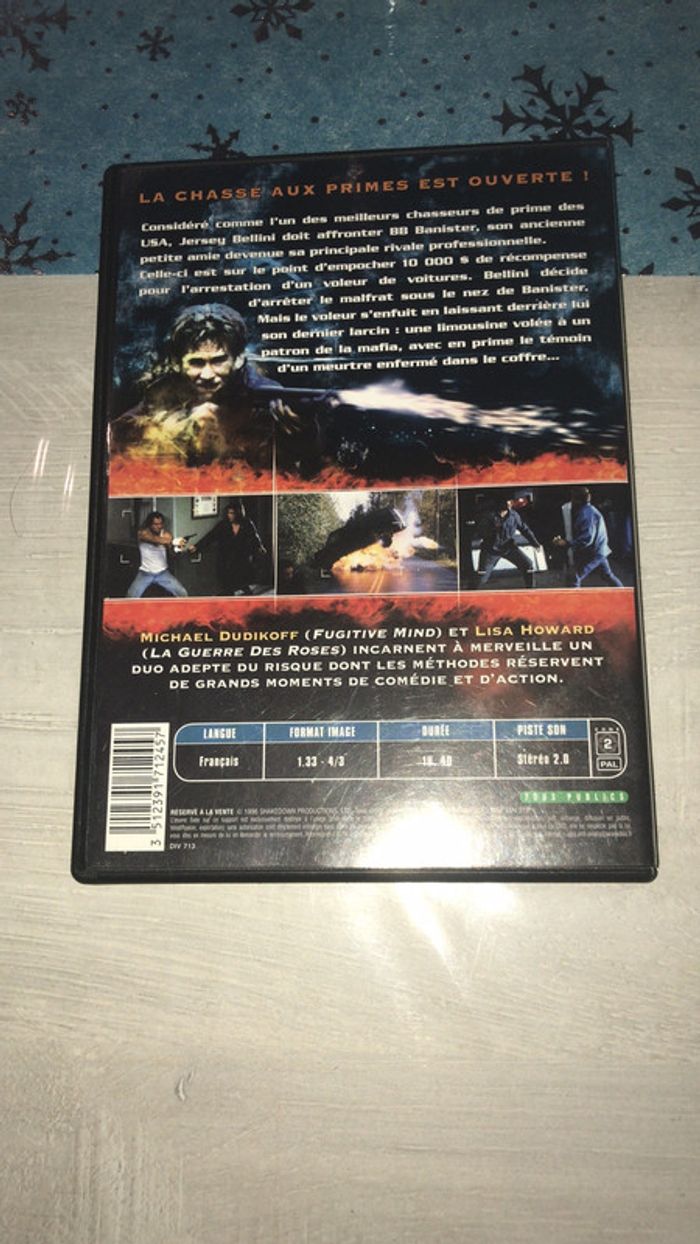 LA CHASSE AUX PRIMES EST OUVERTE !
Considéré comme l'un des meilleurs chasseurs de prime des
USA, Jersey Bellini doit affronter BB Banister, son ancienne
petite amie devenue sa principale rivale professionnelle.
Celle-ci est sur le point d'empocher 10 000 $ de récompense
pour l'arrestation d'un voleur de voitures. Bellini décide
d'arrêter le malfrat sous le nez de Banister.
Mais le voleur s'enfuit en laissant derrière lui
son dernier larcin : une limousine volée à un
patron de la mafia, avec en prime le témoin
d'un meurtre enfermé dans le coffre...
MICHAEL DUDIKOFF (FUGITIVE MIND) ET LISA HOWARD
(LA GUERRE DES ROSES) INCARNENT À MERVEILLE UN
DUO ADEPTE DU RISQUE DONT LES MÉTHODES RÉSERVENT
DE GRANDS MOMENTS DE COMÉDIE ET D'ACTION.
LANGUE FORMAT IMAGE DURÉE PISTE SON
Français 1.33 - 4/3 Stéréo 2.0
2
PAL
TOUS PUBLICS
3 512391 712457
RESERVE A LA VENTE © 1996 SHAKEDOWN PRODUCTIONS
DIV 713